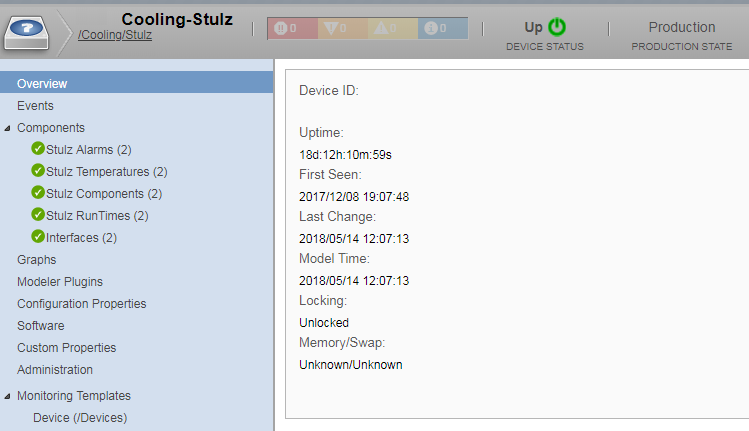 Cooling-Stulz
/Cooling/Stulz
0 0 0 0
Up
DEVICE STATUS
Production
PRODUCTION STATE
Overview
Events
Components
Stulz Alarms (2)
Stulz Temperatures (2)
Stulz Components (2)
Stulz RunTimes (2)
Interfaces (2)
Graphs
Modeler Plugins
Configuration Properties
Software
Custom Properties
Administration
Monitoring Templates
Device (/Devices)
Device ID:
Uptime:
18d:12h:10m:59s
First Seen:
2017/12/08 19:07:48
Last Change:
2018/05/14 12:07:13
Model Time:
2018/05/14 12:07:13
Locking:
Unlocked
Memory/Swap:
Unknown/Unknown